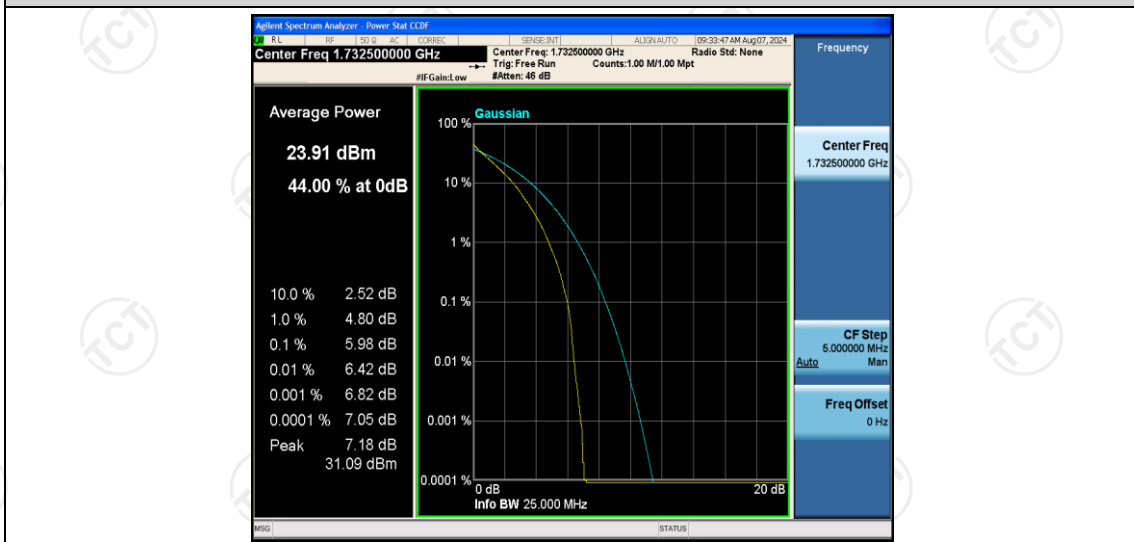 Agilent Spectrum Analyzer - Power Stat CCDF
RL RF 50 Ω AC CORREC SENSE:INT ALIGN AUTO 09:33:47 AM Aug 07, 2024
Center Freq 1.732500000 GHz
Center Freq: 1.732500000 GHz Radio Std: None
Trig: Free Run Counts:1.00 M/1.00 Mpt
#IFGain:Low #Atten: 46 dB
Frequency
Average Power
23.91 dBm
44.00 % at 0dB
10.0 % 2.52 dB
1.0 % 4.80 dB
0.1 % 5.98 dB
0.01 % 6.42 dB
0.001 % 6.82 dB
0.0001 % 7.05 dB
Peak 7.18 dB
31.09 dBm
Gaussian
100 %
10 %
1 %
0.1 %
0.01 %
0.001 %
0.0001 %
0 dB 20 dB
Info BW 25.000 MHz
Center Freq
1.732500000 GHz
CF Step
5.000000 MHz
Auto Man
Freq Offset
0 Hz
MSG STATUS
TCT
TCT
TCT
TCT